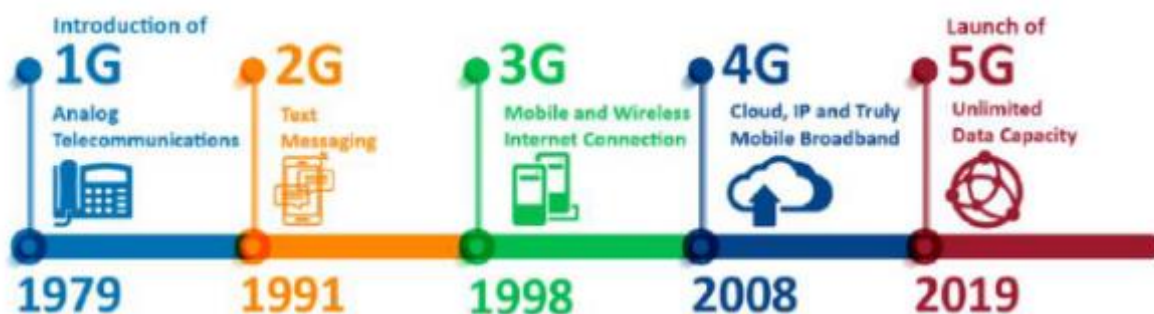 Introduction of
1G
Analog
Telecommunications
1979
2G
Text
Messaging
1991
3G
Mobile and Wireless
Internet Connection
1998
4G
Cloud, IP and Truly
Mobile Broadband
2008
Launch of
5G
Unlimited
Data Capacity
2019